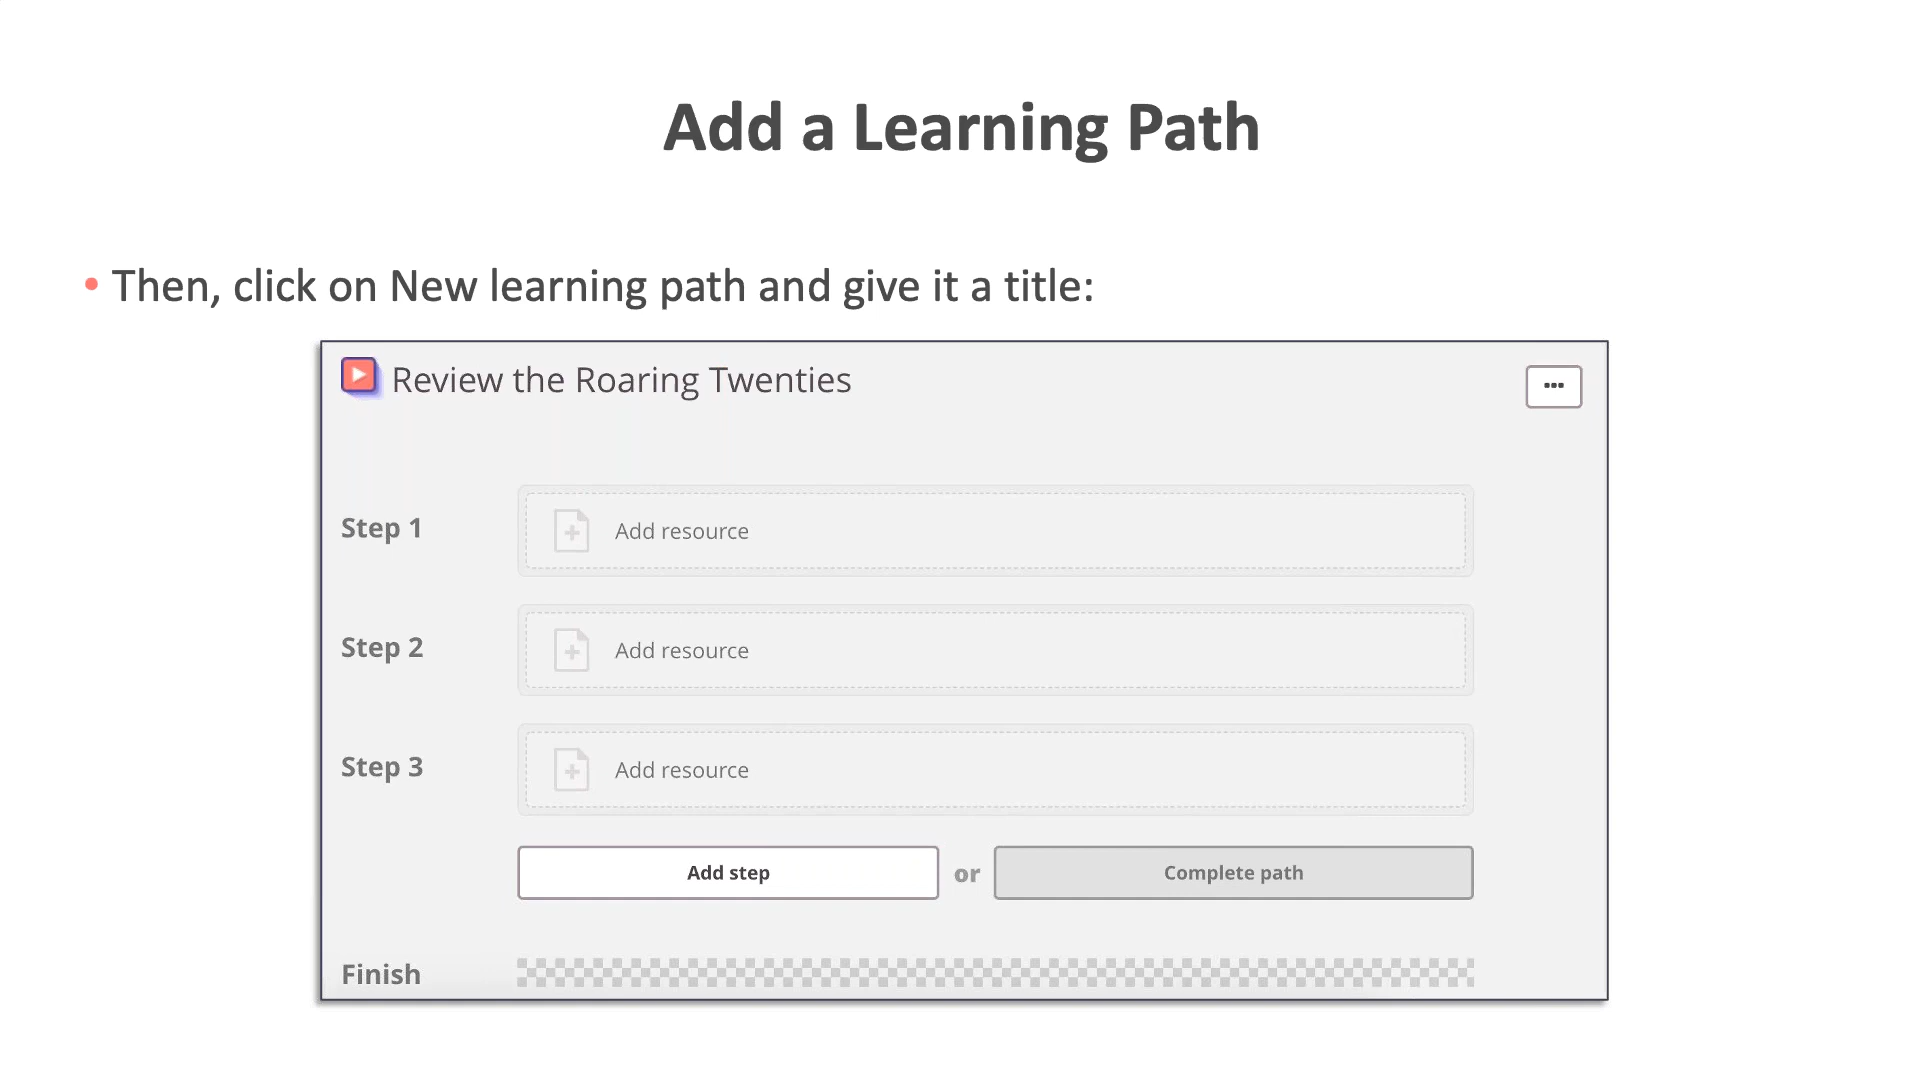 Add a Learning Path
• Then, click on New learning path and give it a title:
Review the Roaring Twenties
Step 1
Add resource
Step 2
Add resource
Step 3
Add resource
Add step or Complete path
Finish